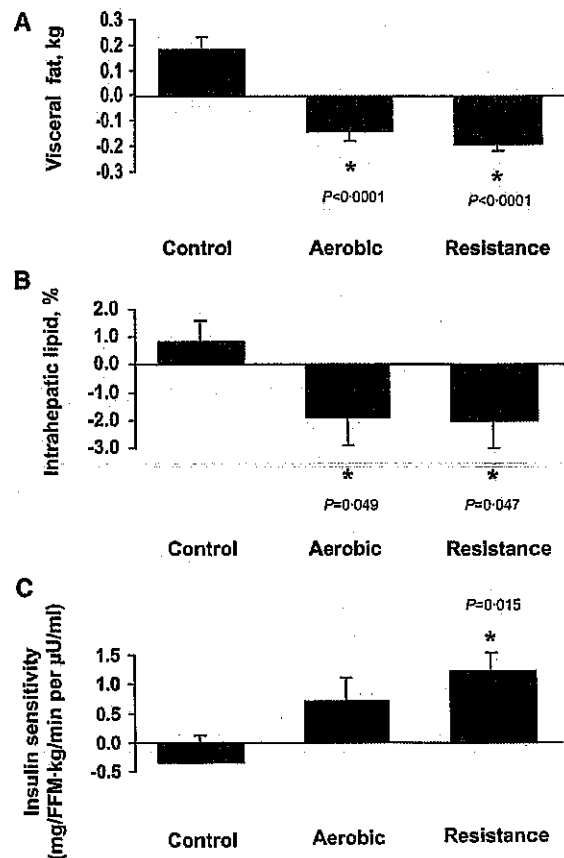 A
Visceral fat, kg
0.3
0.2
0.1
0.0
-0.1
-0.2
-0.3
*
*
P<0·0001
P<0·0001
Control
Aerobic
Resistance
B
Intrahepatic lipid, %
2.0
1.0
0.0
-1.0
-2.0
-3.0
*
*
P=0·049
P=0·047
Control
Aerobic
Resistance
C
P=0·015
*
Insulin sensitivity
(mg/FFM·kg/min per µU/ml)
1.5
1.0
0.5
0.0
-0.5
Control
Aerobic
Resistance